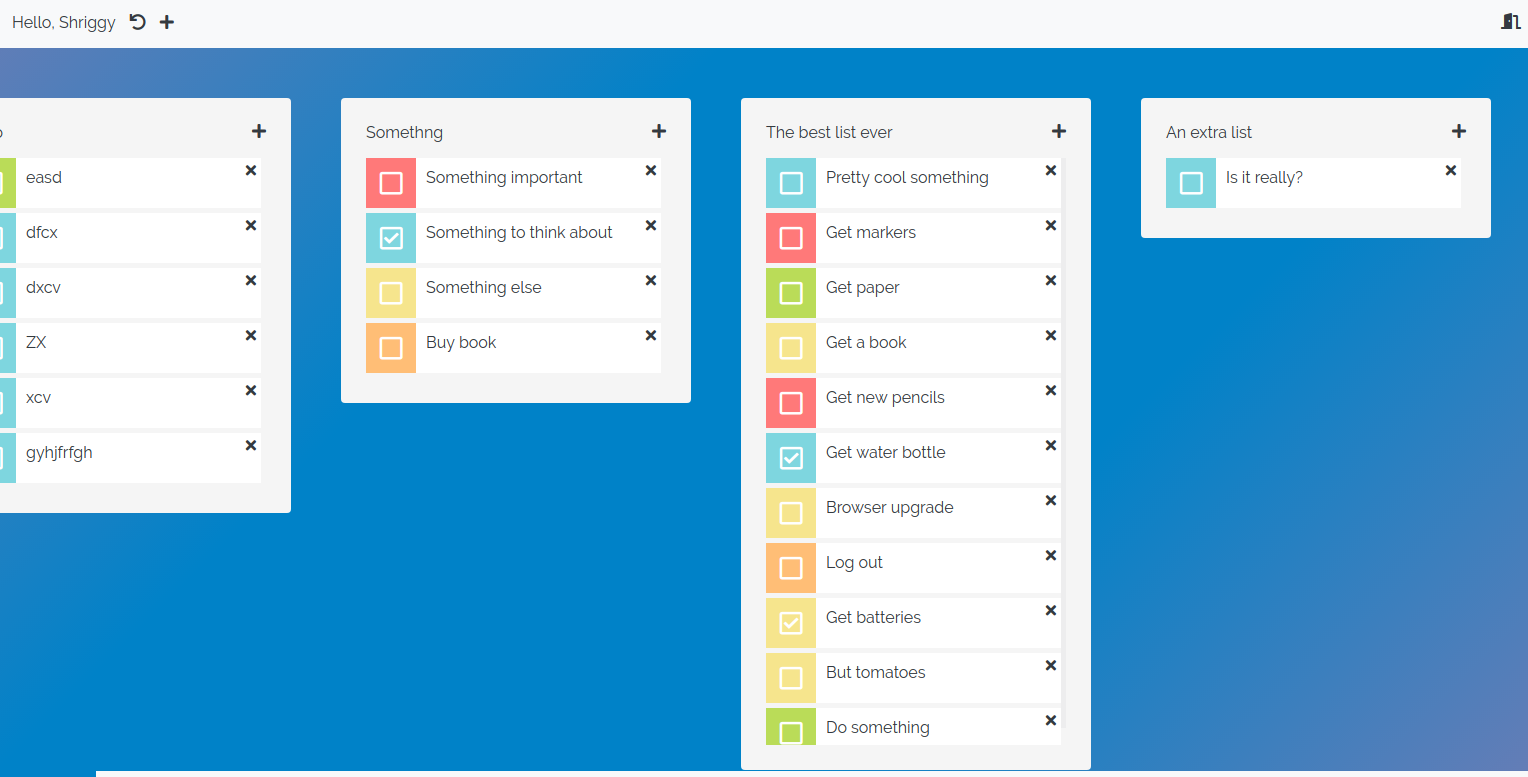 Hello, Shriggy
easd
dfcx
dxcv
ZX
xcv
gyhjfrfgh
Somethng
Something important
Something to think about
Something else
Buy book
The best list ever
Pretty cool something
Get markers
Get paper
Get a book
Get new pencils
Get water bottle
Browser upgrade
Log out
Get batteries
But tomatoes
Do something
An extra list
Is it really?